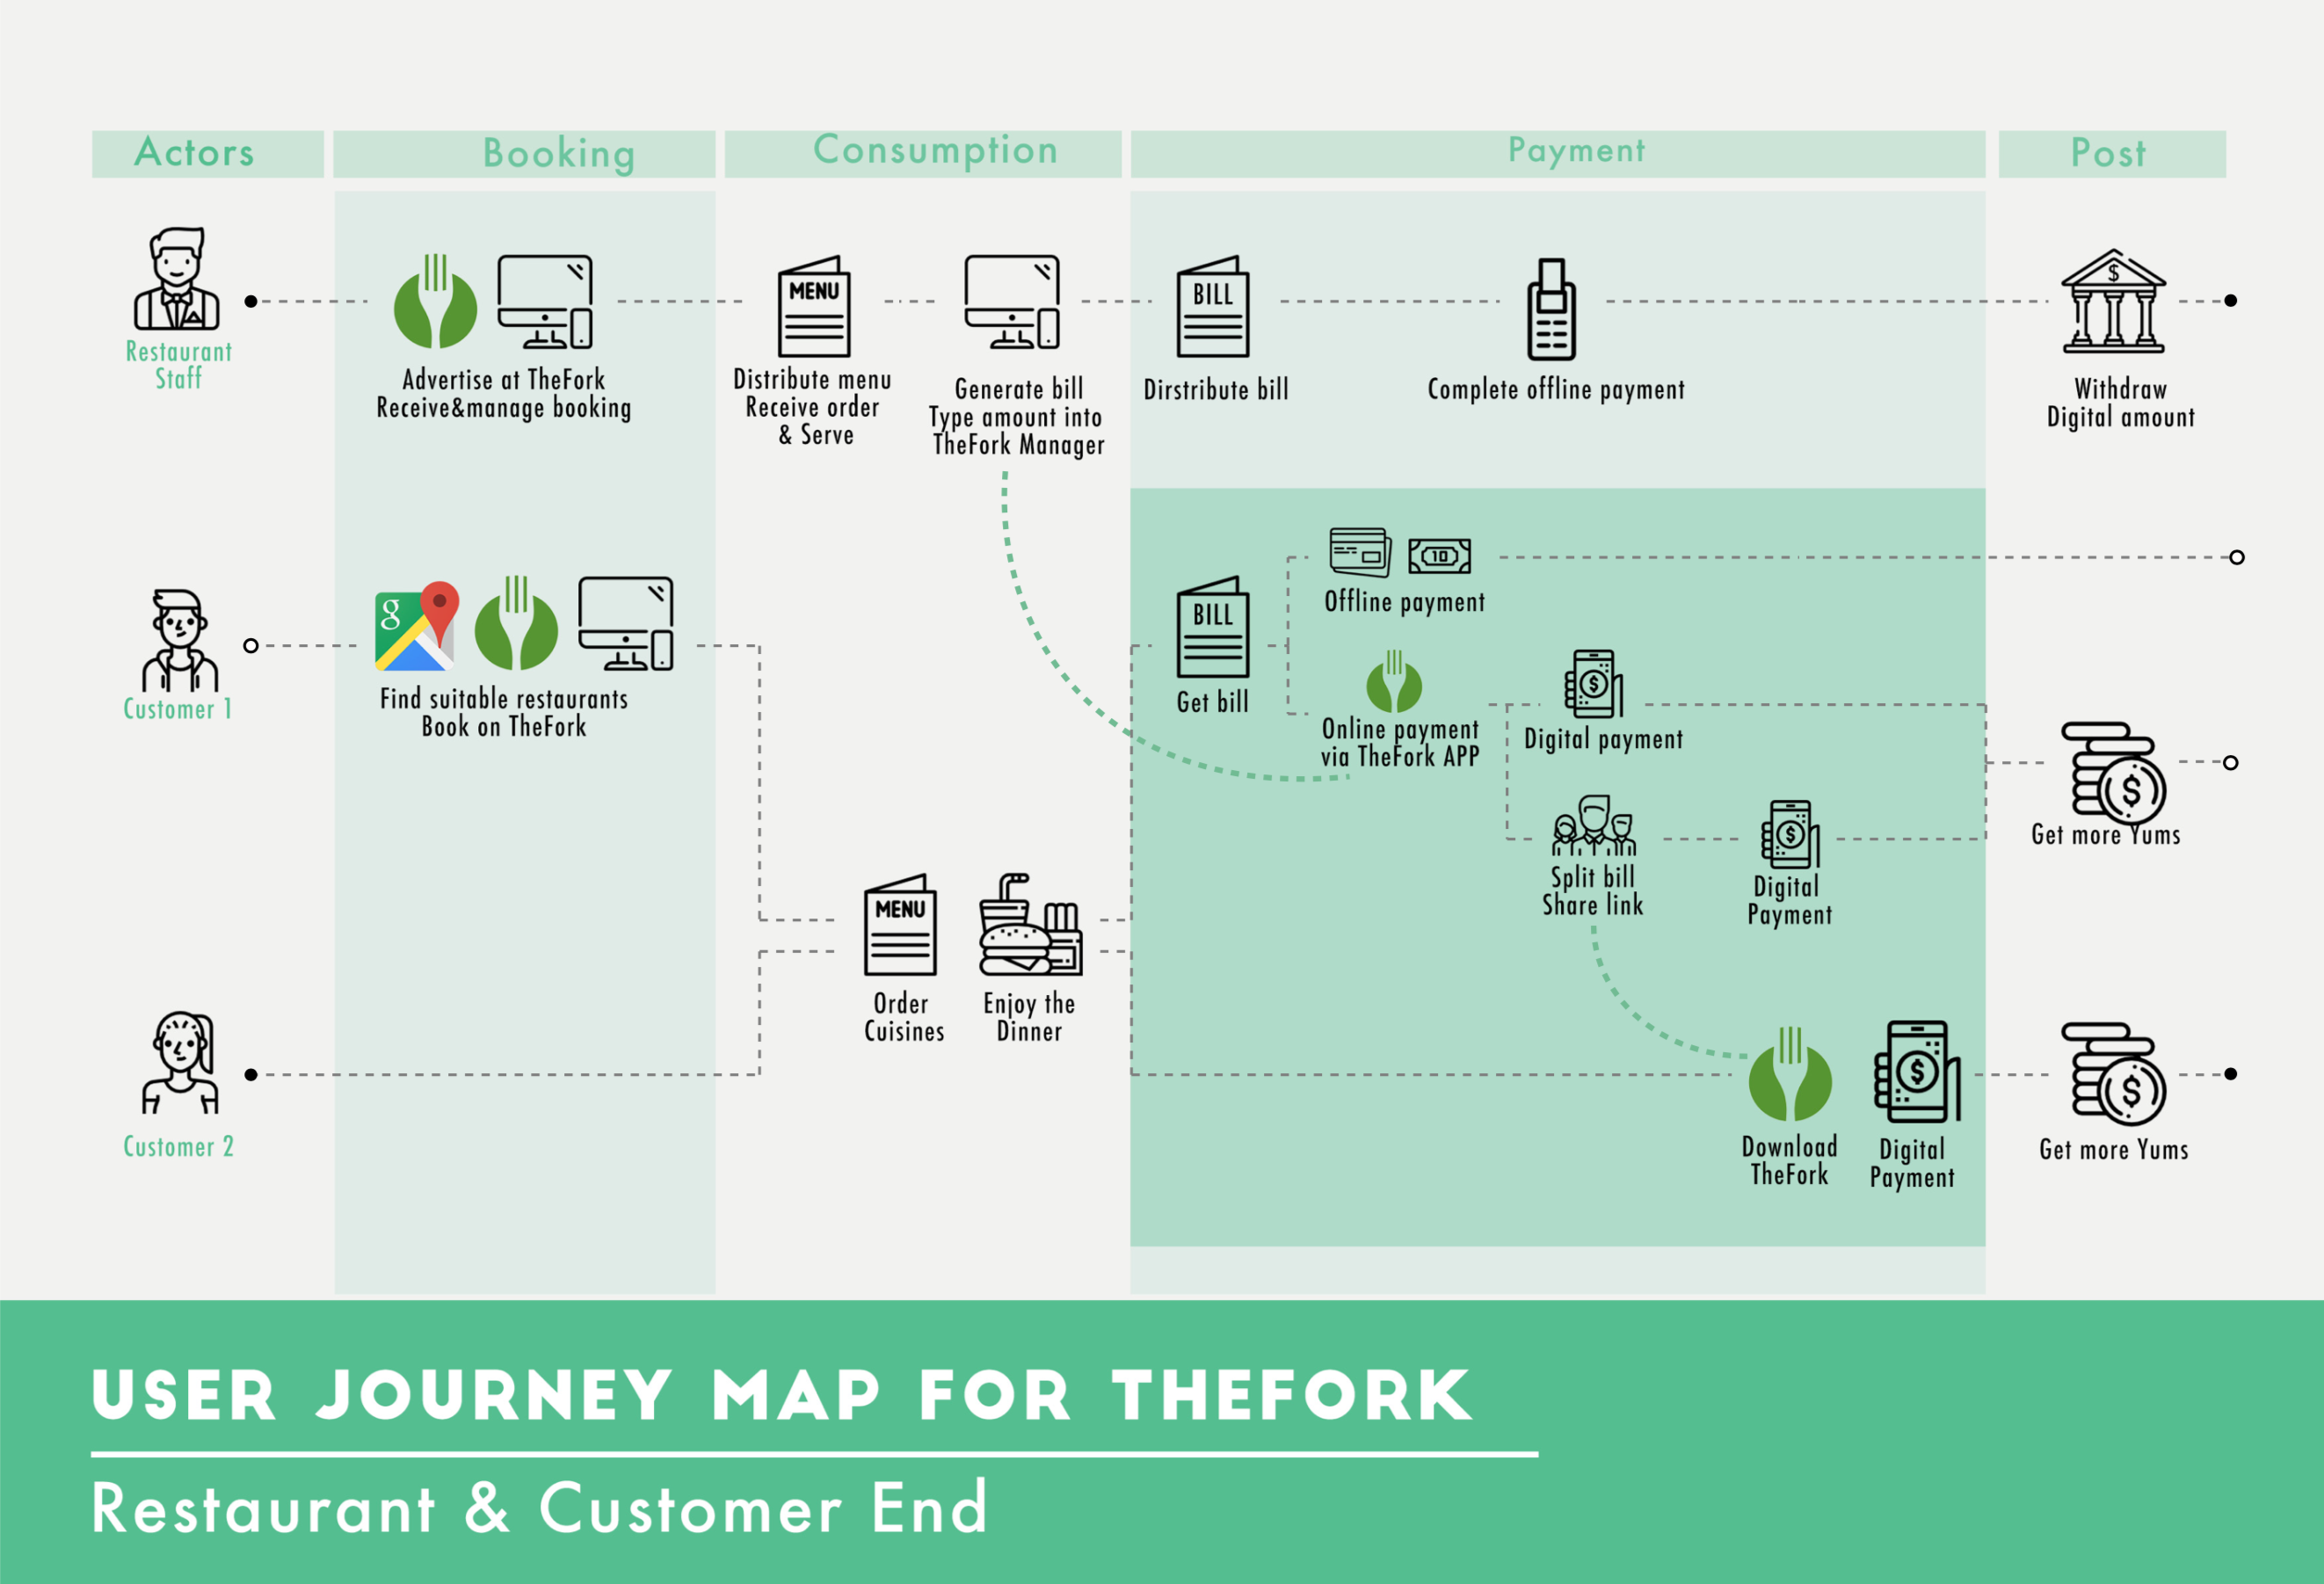 Actors
Booking
Consumption
Payment
Post
MENU
BILL
$
Restaurant
Staff
Advertise at TheFork
Receive&manage booking
Distribute menu
Receive order
& Serve
Generate bill
Type amount into
TheFork Manager
Dirstribute bill
Complete offline payment
Withdraw
Digital amount
10
Offline payment
g
BILL
$
Customer 1
Find suitable restaurants
Book on TheFork
Get bill
Online payment
via TheFork APP
Digital payment
$
$
Get more Yums
Split bill
Share link
Digital
Payment
MENU
Order
Cuisines
Enjoy the
Dinner
$
$
Customer 2
Download
TheFork
Digital
Payment
Get more Yums
USER JOURNEY MAP FOR THEFORK
Restaurant & Customer End